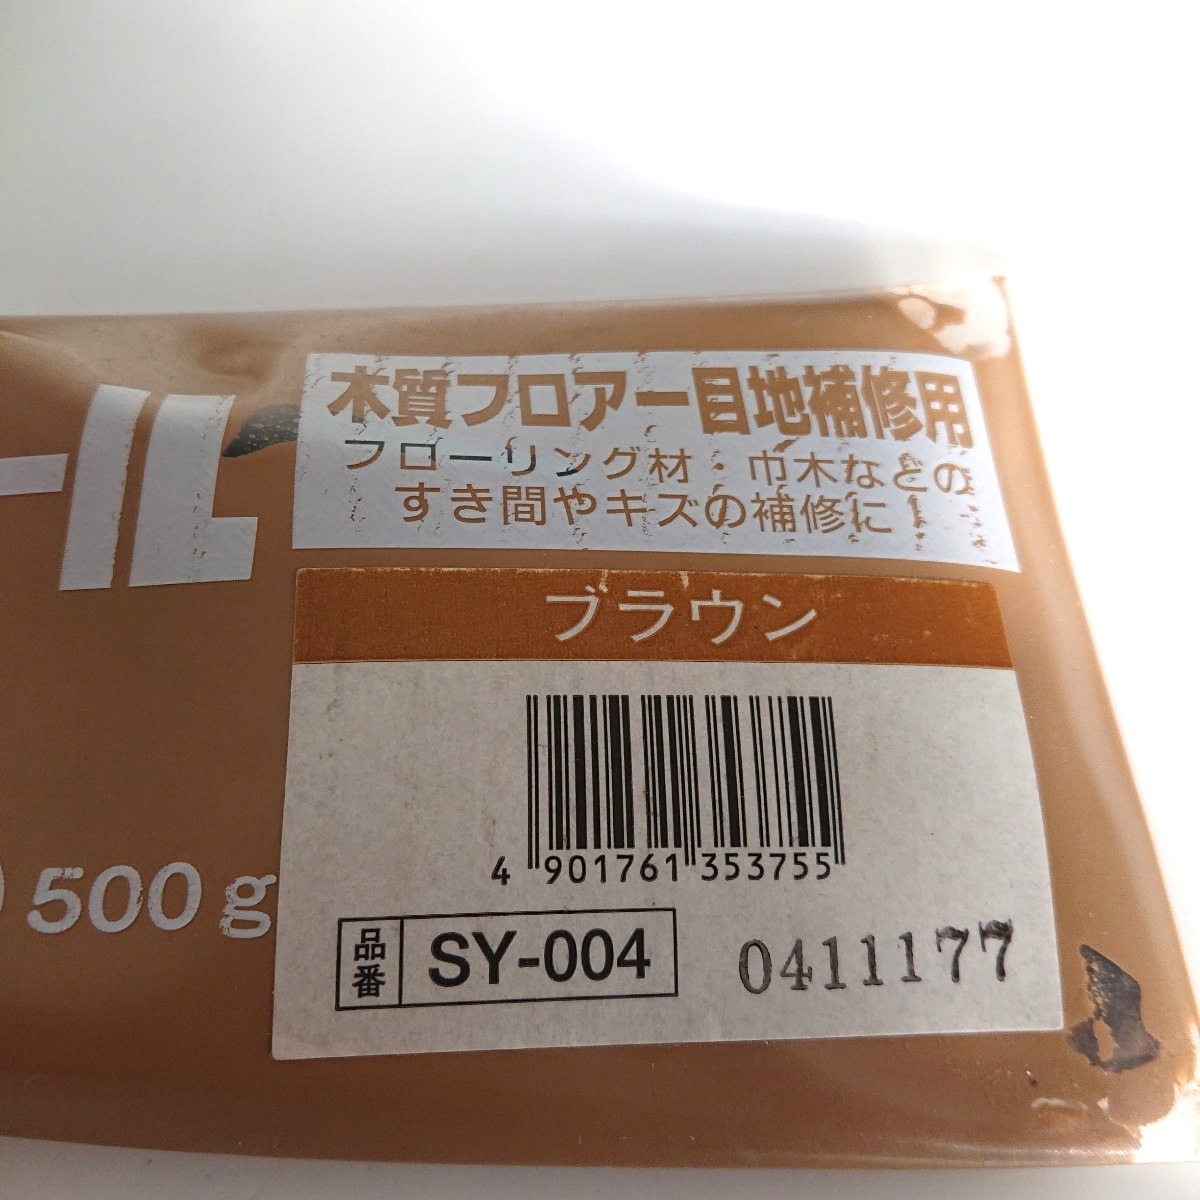 ール
木質フロアー目地補修用
フローリング材・巾木などの
すき間やキズの補修に
ブラウン
4 901761 353755
) 500 g
品番 SY-004 0411177